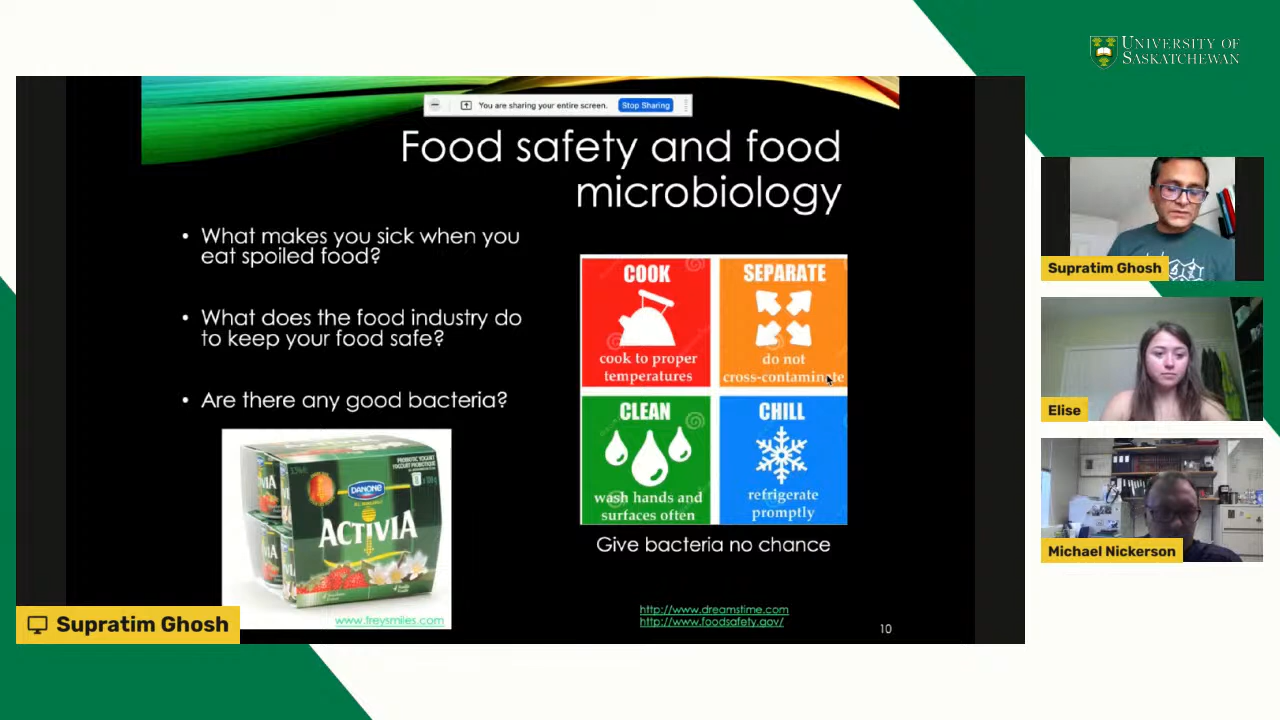 UNIVERSITY OF
SASKATCHEWAN
You are sharing your entire screen.
Stop Sharing
Food safety and food
microbiology
• What makes you sick when you
eat spoiled food?
• What does the food industry do
to keep your food safe?
• Are there any good bacteria?
COOK
cook to proper
temperatures
SEPARATE
do not
cross-contaminate
CLEAN
wash hands and
surfaces often
CHILL
refrigerate
promptly
Give bacteria no chance
PROBIOTIC YOGURT
YOGOURT PROBIOTIQUE
DANONE
ACTIVIA
www.freysmiles.com
http://www.dreamstime.com
http://www.foodsafety.gov/
10
Supratim Ghosh
Supratim Ghosh
Elise
Michael Nickerson